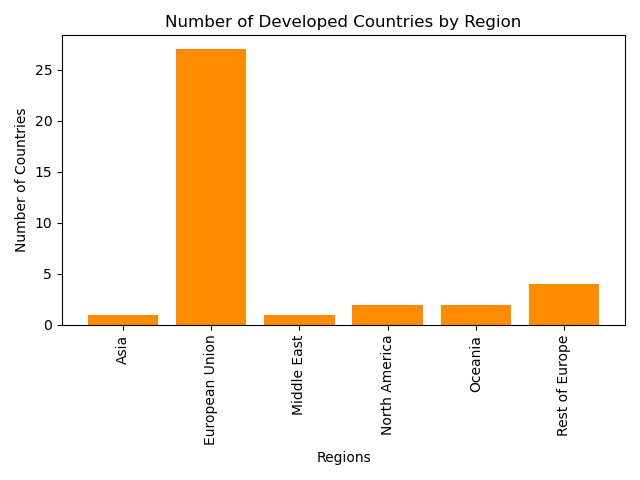 Number of Developed Countries by Region
Number of Countries
25
20
15
10
5
0
Asia
European Union
Middle East
North America
Oceania
Rest of Europe
Regions